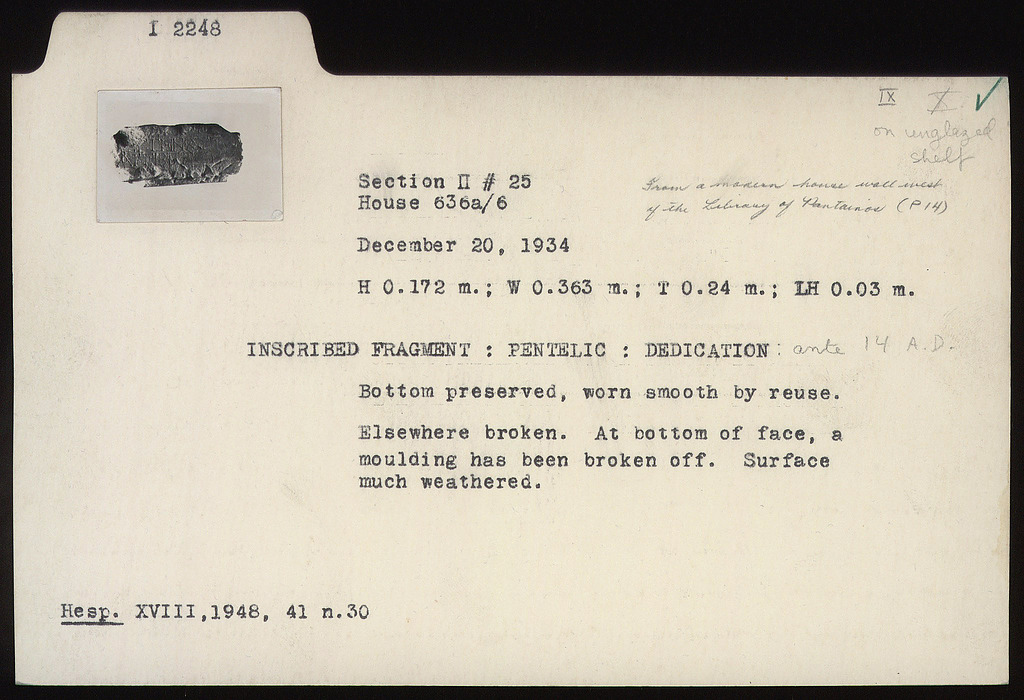 I 2248
IX X ✓
on unglazed
shelf
Section Π # 25
House 636a/6
From a modern house wall west
of the Library of Pantainos (P 14)
December 20, 1934
H 0.172 m.; W 0.363 m.; T 0.24 m.; LH 0.03 m.
INSCRIBED FRAGMENT : PENTELIC : DEDICATION : ante 14 A.D.
Bottom preserved, worn smooth by reuse.
Elsewhere broken. At bottom of face, a
moulding has been broken off. Surface
much weathered.
Hesp. XVIII,1948, 41 n.30